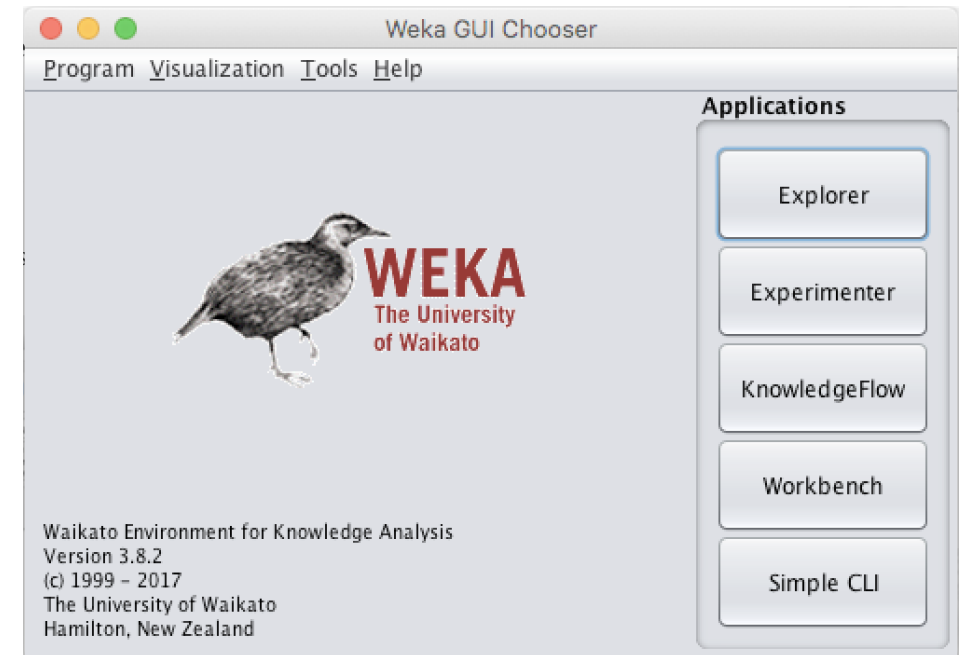 Weka GUI Chooser
Program Visualization Tools Help
Applications
Explorer
Experimenter
KnowledgeFlow
Workbench
Simple CLI
WEKA
The University
of Waikato
Waikato Environment for Knowledge Analysis
Version 3.8.2
(c) 1999 – 2017
The University of Waikato
Hamilton, New Zealand